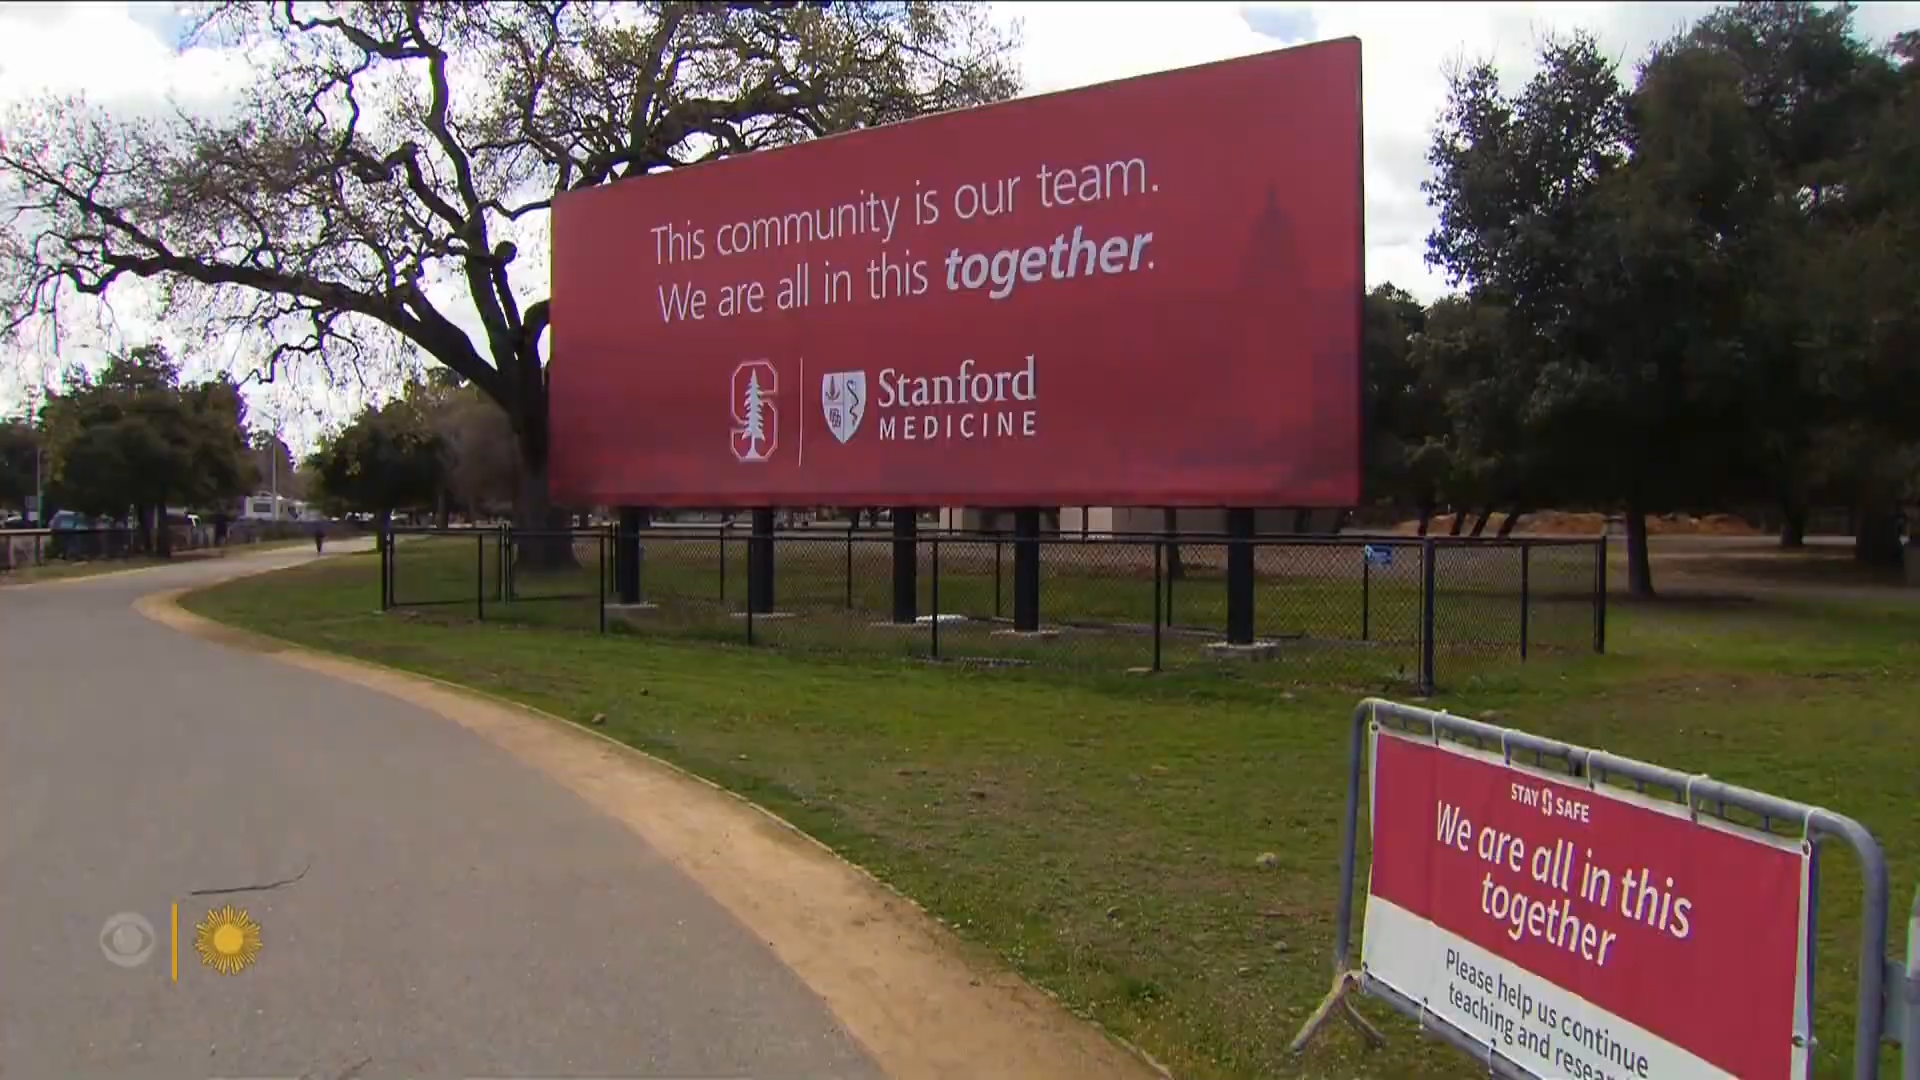 This community is our team.
We are all in this together.
Stanford
MEDICINE
STAY S SAFE
We are all in this
together
Please help us continue
teaching and